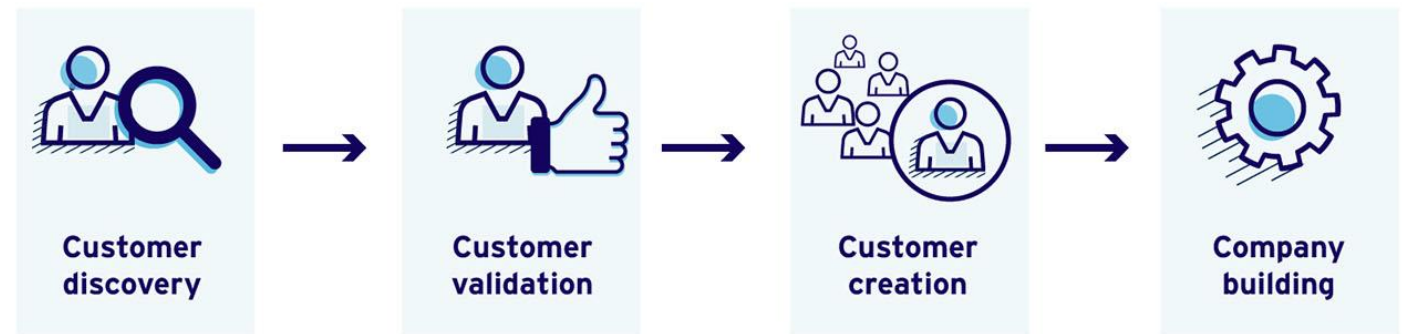 Customer
discovery
Customer
validation
Customer
creation
Company
building